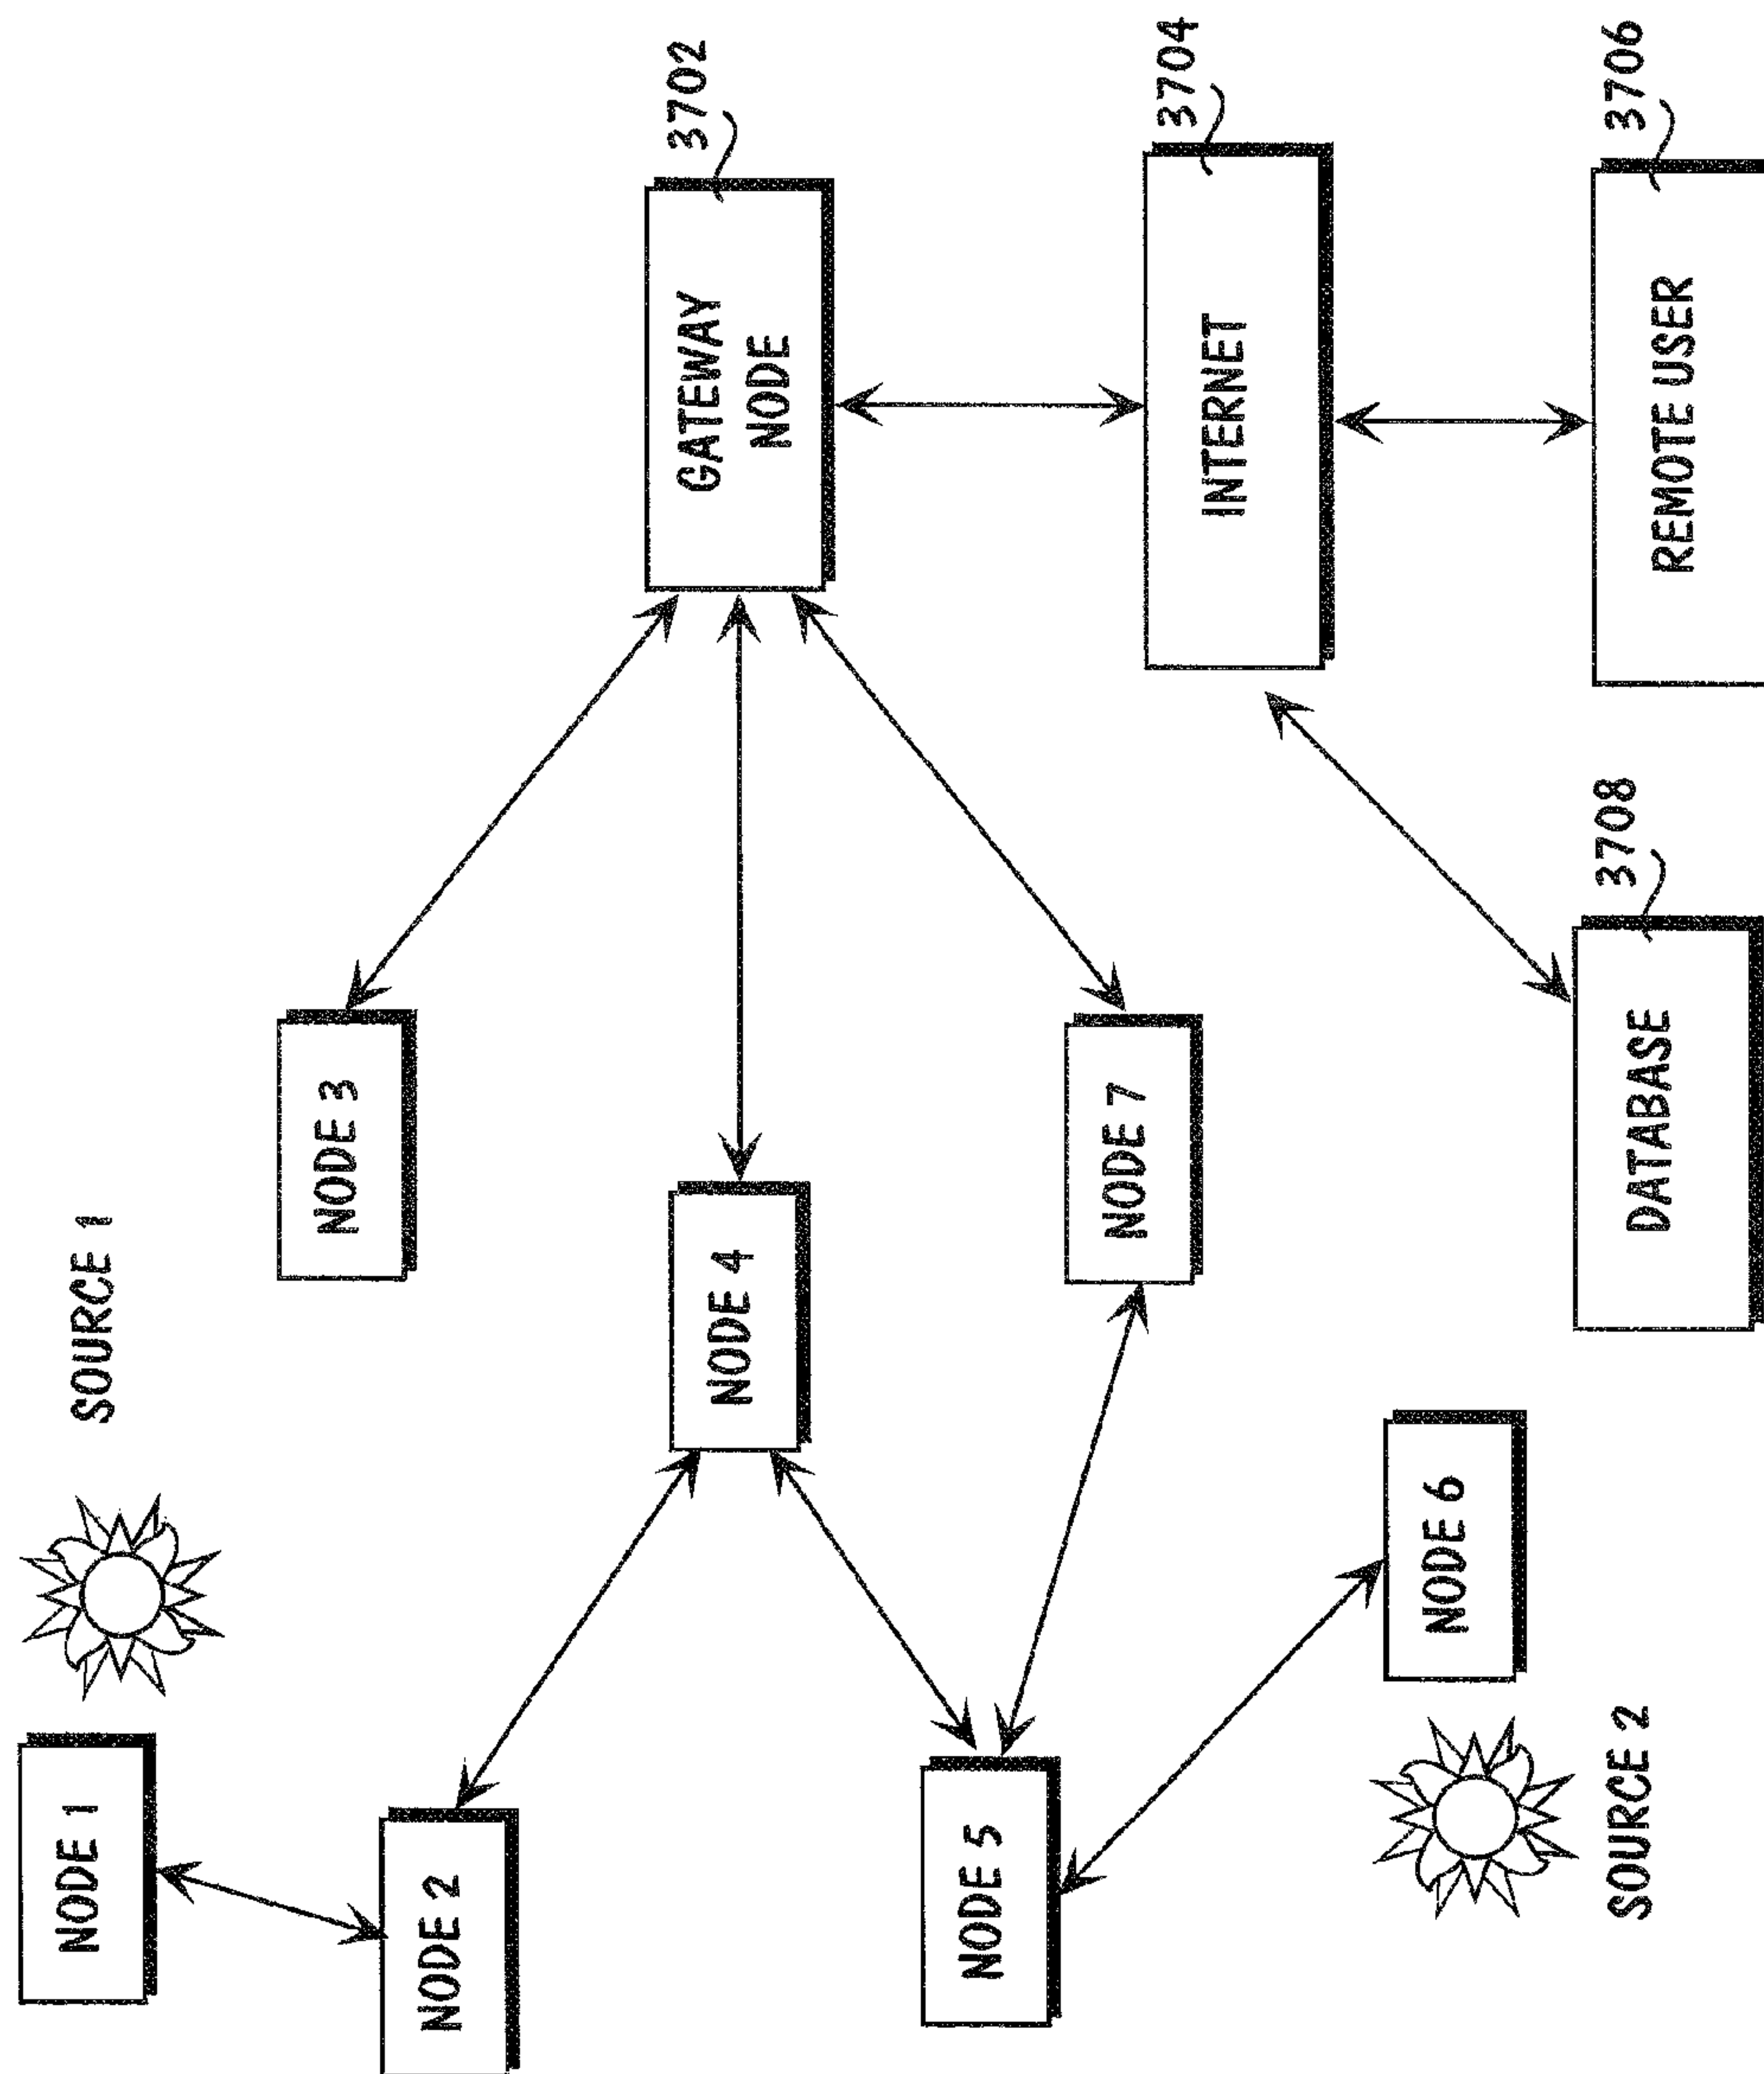 NODE 1
SOURCE 1
NODE 2
NODE 3
NODE 4
GATEWAY
NODE
3702
NODE 5
NODE 7
INTERNET
3704
NODE 6
SOURCE 2
DATABASE
3708
REMOTE USER
3706